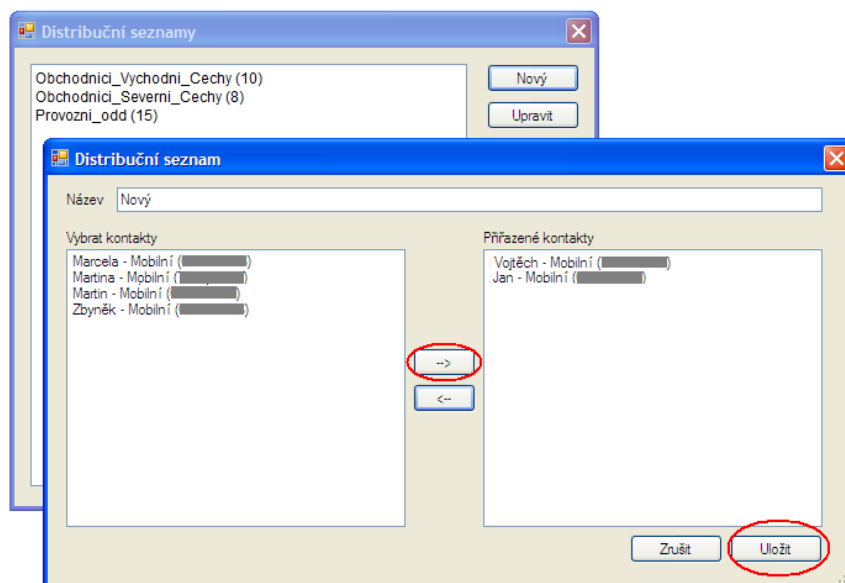 Distribuční seznamy
Obchodnici_Vychodni_Cechy (10)
Obchodnici_Severni_Cechy (8)
Provozni_odd (15)
Nový
Upravit
Distribuční seznam
Název Nový
Vybrat kontakty
Marcela - Mobilní ( )
Martina - Mobilní ( )
Martin - Mobilní ( )
Zbyněk - Mobilní ( )
-->
<--
Přiřazené kontakty
Vojtěch - Mobilní ( )
Jan - Mobilní ( )
Zrušit
Uložit